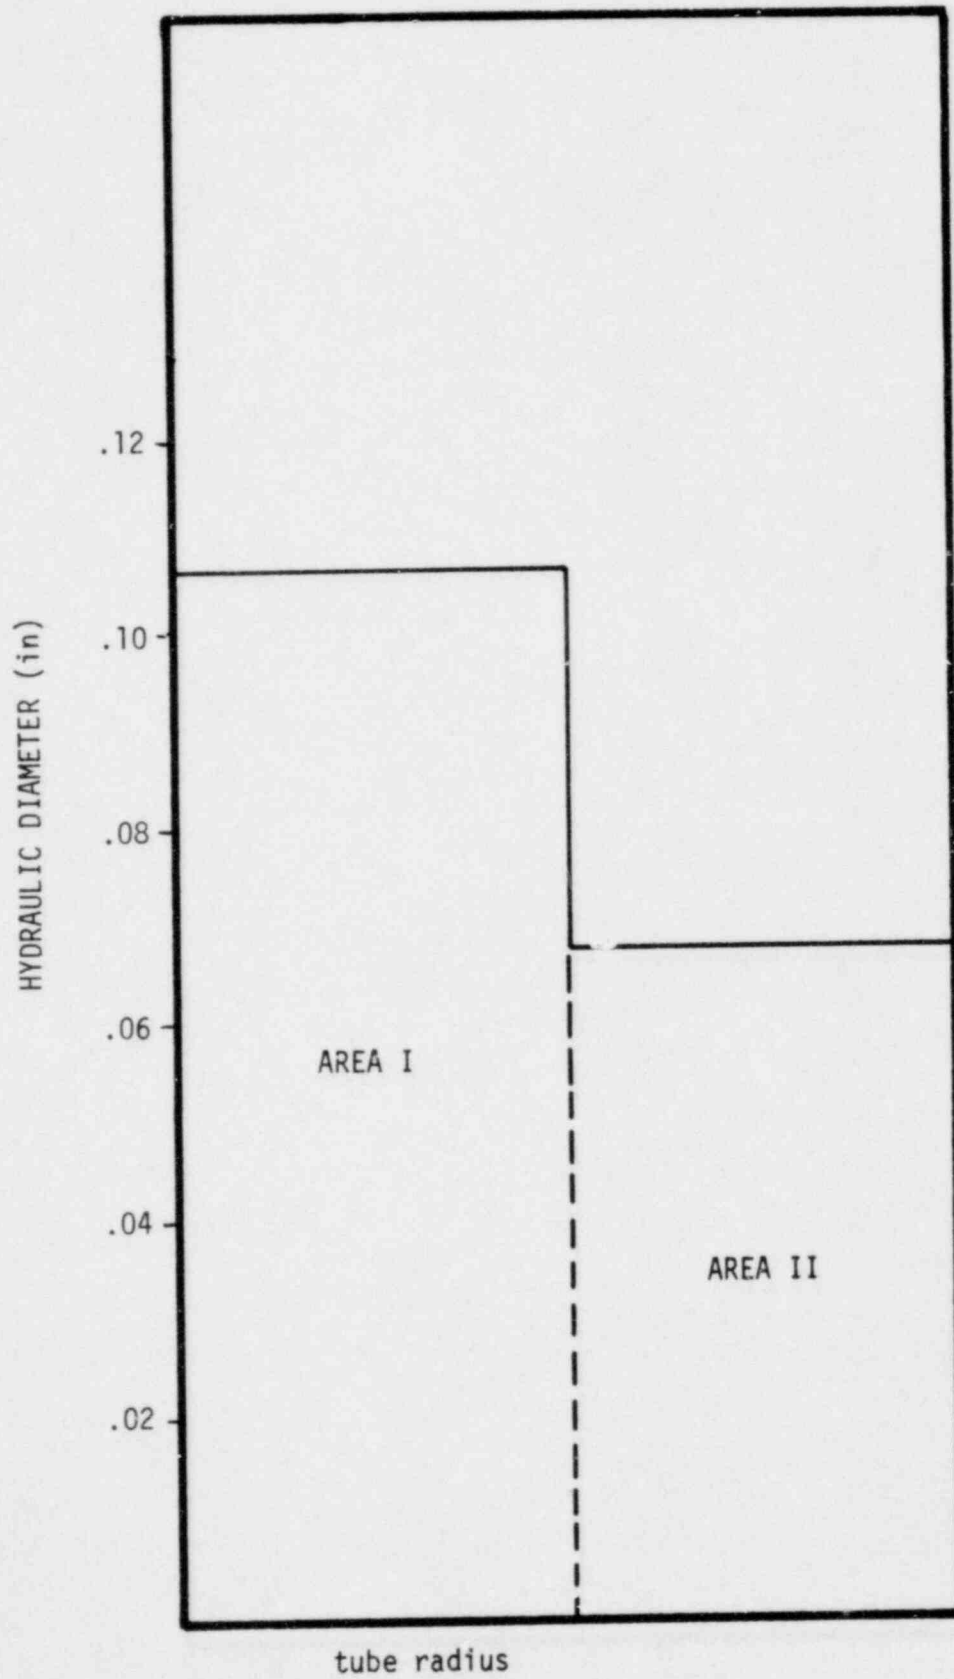 HYDRAULIC DIAMETER (in)
.12
.10
.08
.06
.04
.02
AREA I
AREA II
tube radius